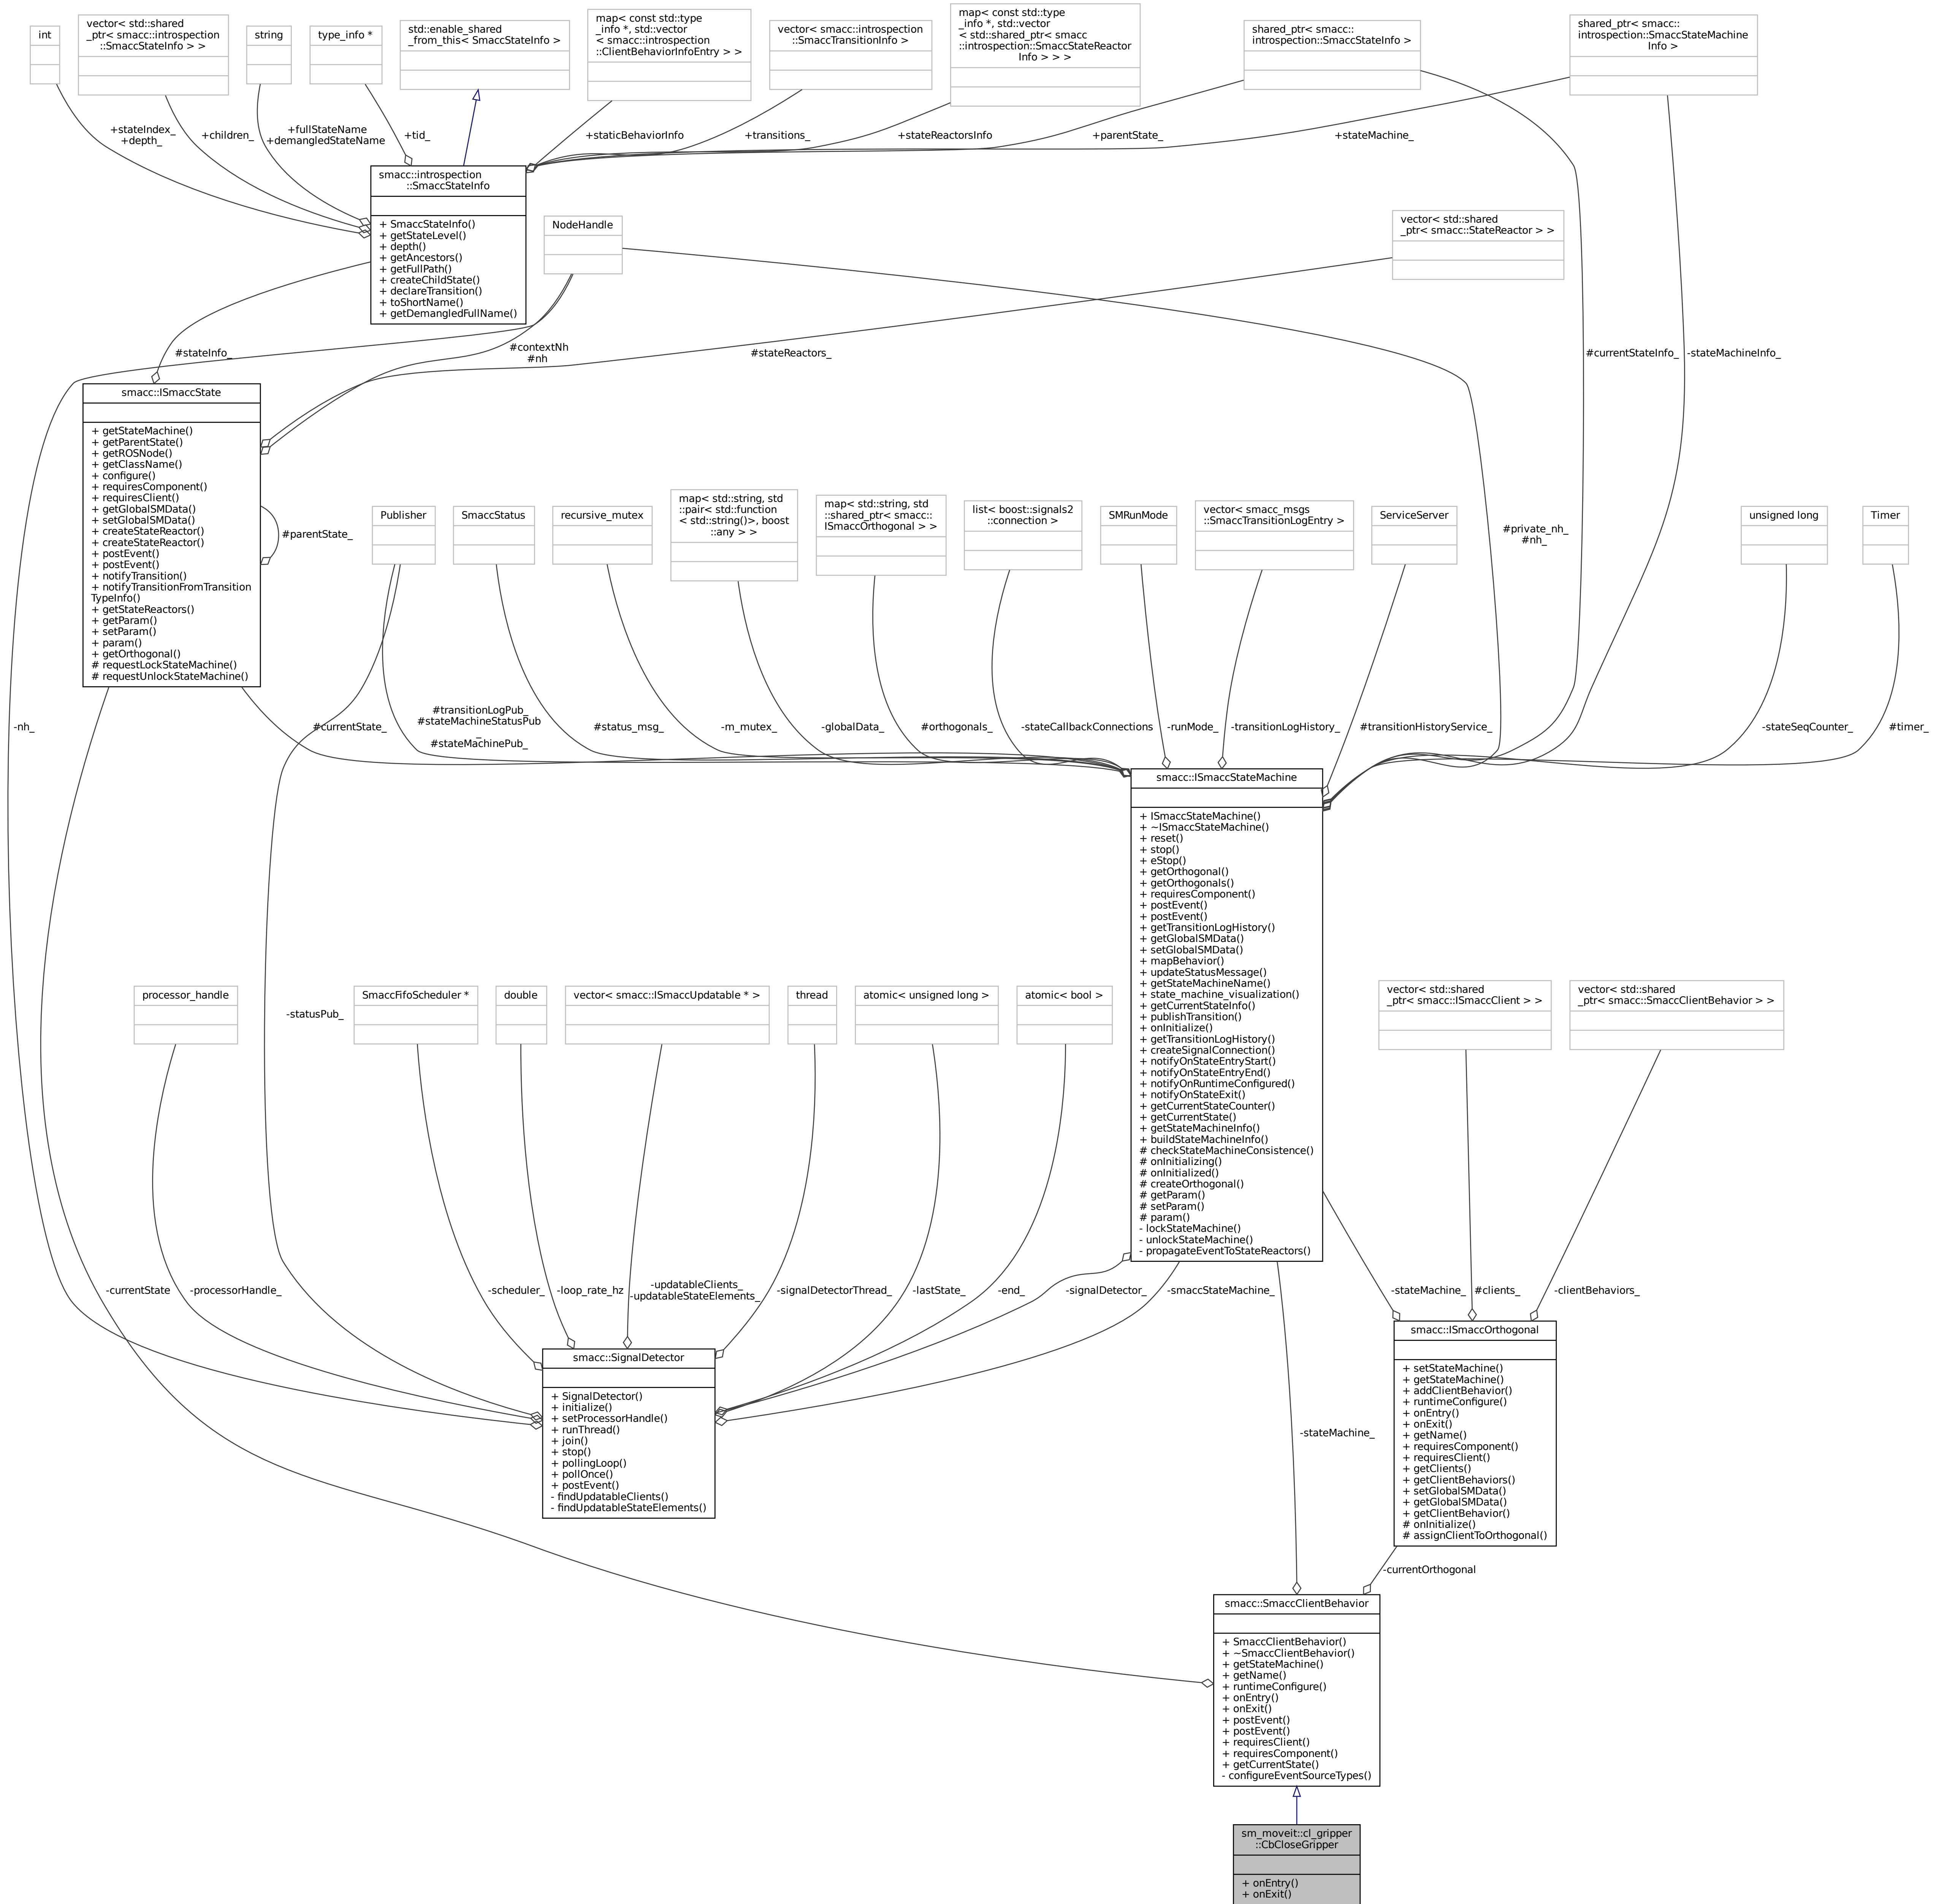 int
vector< std::shared
_ptr< smacc::introspection
::SmaccStateInfo > >
string
type_info *
std::enable_shared
_from_this< SmaccStateInfo >
map< const std::type
_info *, std::vector
< smacc::introspection
::ClientBehaviorInfoEntry > >
vector< smacc::introspection
::SmaccTransitionInfo >
map< const std::type
_info *, std::vector
< std::shared_ptr< smacc
::introspection::SmaccStateReactor
Info > > >
shared_ptr< smacc::
introspection::SmaccStateInfo >
shared_ptr< smacc::
introspection::SmaccStateMachine
Info >
+stateIndex_
+depth_
+children_
+fullStateName
+demangledStateName
+tid_
+staticBehaviorInfo
+transitions_
+stateReactorsInfo
+parentState_
+stateMachine_
smacc::introspection
::SmaccStateInfo
+ SmaccStateInfo()
+ getStateLevel()
+ depth()
+ getAncestors()
+ getFullPath()
+ createChildState()
+ declareTransition()
+ toShortName()
+ getDemangledFullName()
NodeHandle
vector< std::shared
_ptr< smacc::StateReactor > >
#stateInfo_
#contextNh
#nh
#stateReactors_
#currentStateInfo_
-stateMachineInfo_
smacc::ISmaccState
+ getStateMachine()
+ getParentState()
+ getROSNode()
+ getClassName()
+ configure()
+ requiresComponent()
+ requiresClient()
+ getGlobalSMData()
+ setGlobalSMData()
+ createStateReactor()
+ createStateReactor()
+ postEvent()
+ postEvent()
+ notifyTransition()
+ notifyTransitionFromTransition
TypeInfo()
+ getStateReactors()
+ getParam()
+ setParam()
+ param()
+ getOrthogonal()
# requestLockStateMachine()
# requestUnlockStateMachine()
#parentState_
Publisher
SmaccStatus
recursive_mutex
map< std::string, std
::pair< std::function
< std::string()>, boost
::any > >
map< std::string, std
::shared_ptr< smacc::
ISmaccOrthogonal > >
list< boost::signals2
::connection >
SMRunMode
vector< smacc_msgs
::SmaccTransitionLogEntry >
ServiceServer
#private_nh_
#nh_
unsigned long
Timer
-nh_
#currentState_
#transitionLogPub_
#stateMachineStatusPub
_
#stateMachinePub_
#status_msg_
-m_mutex_
-globalData_
#orthogonals_
-stateCallbackConnections
-runMode_
-transitionLogHistory_
#transitionHistoryService_
-stateSeqCounter_
#timer_
smacc::ISmaccStateMachine
+ ISmaccStateMachine()
+ ~ISmaccStateMachine()
+ reset()
+ stop()
+ eStop()
+ getOrthogonal()
+ getOrthogonals()
+ requiresComponent()
+ postEvent()
+ postEvent()
+ getTransitionLogHistory()
+ getGlobalSMData()
+ setGlobalSMData()
+ mapBehavior()
+ updateStatusMessage()
+ getStateMachineName()
+ state_machine_visualization()
+ getCurrentStateInfo()
+ publishTransition()
+ onInitialize()
+ getTransitionLogHistory()
+ createSignalConnection()
+ notifyOnStateEntryStart()
+ notifyOnStateEntryEnd()
+ notifyOnRuntimeConfigured()
+ notifyOnStateExit()
+ getCurrentStateCounter()
+ getCurrentState()
+ getStateMachineInfo()
+ buildStateMachineInfo()
# checkStateMachineConsistence()
# onInitializing()
# onInitialized()
# createOrthogonal()
# getParam()
# setParam()
# param()
- lockStateMachine()
- unlockStateMachine()
- propagateEventToStateReactors()
processor_handle
-statusPub_
SmaccFifoScheduler *
double
vector< smacc::ISmaccUpdatable * >
thread
atomic< unsigned long >
atomic< bool >
vector< std::shared
_ptr< smacc::ISmaccClient > >
vector< std::shared
_ptr< smacc::SmaccClientBehavior > >
-currentState
-processorHandle_
-scheduler_
-loop_rate_hz
-updatableClients_
-updatableStateElements_
-signalDetectorThread_
-lastState_
-end_
-signalDetector_
-smaccStateMachine_
-stateMachine_
#clients_
-clientBehaviors_
smacc::SignalDetector
+ SignalDetector()
+ initialize()
+ setProcessorHandle()
+ runThread()
+ join()
+ stop()
+ pollingLoop()
+ pollOnce()
+ postEvent()
- findUpdatableClients()
- findUpdatableStateElements()
-stateMachine_
smacc::ISmaccOrthogonal
+ setStateMachine()
+ getStateMachine()
+ addClientBehavior()
+ runtimeConfigure()
+ onEntry()
+ onExit()
+ getName()
+ requiresComponent()
+ requiresClient()
+ getClients()
+ getClientBehaviors()
+ setGlobalSMData()
+ getGlobalSMData()
+ getClientBehavior()
# onInitialize()
# assignClientToOrthogonal()
-currentOrthogonal
smacc::SmaccClientBehavior
+ SmaccClientBehavior()
+ ~SmaccClientBehavior()
+ getStateMachine()
+ getName()
+ runtimeConfigure()
+ onEntry()
+ onExit()
+ postEvent()
+ postEvent()
+ requiresClient()
+ requiresComponent()
+ getCurrentState()
- configureEventSourceTypes()
sm_moveit::cl_gripper
::CbCloseGripper
+ onEntry()
+ onExit()